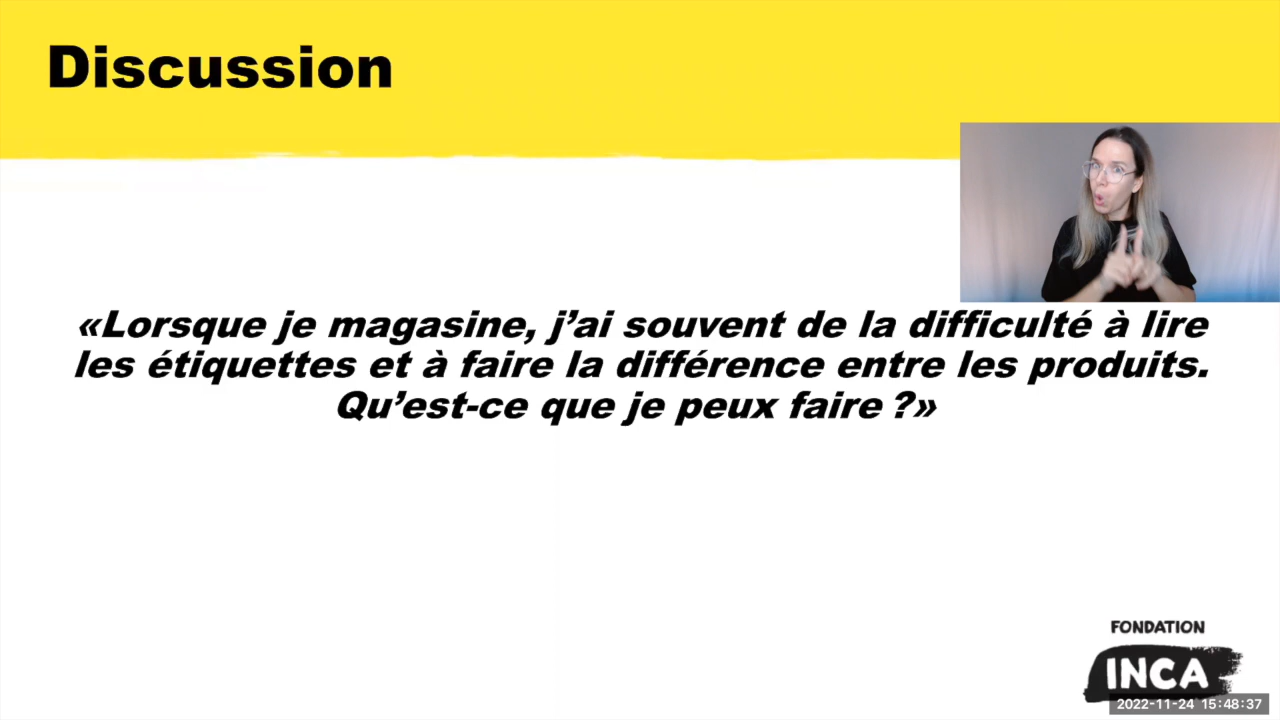 Discussion
«Lorsque je magasine, j’ai souvent de la difficulté à lire
les étiquettes et à faire la différence entre les produits.
Qu’est-ce que je peux faire ?»
FONDATION
INCA
2022-11-24 15:48:37